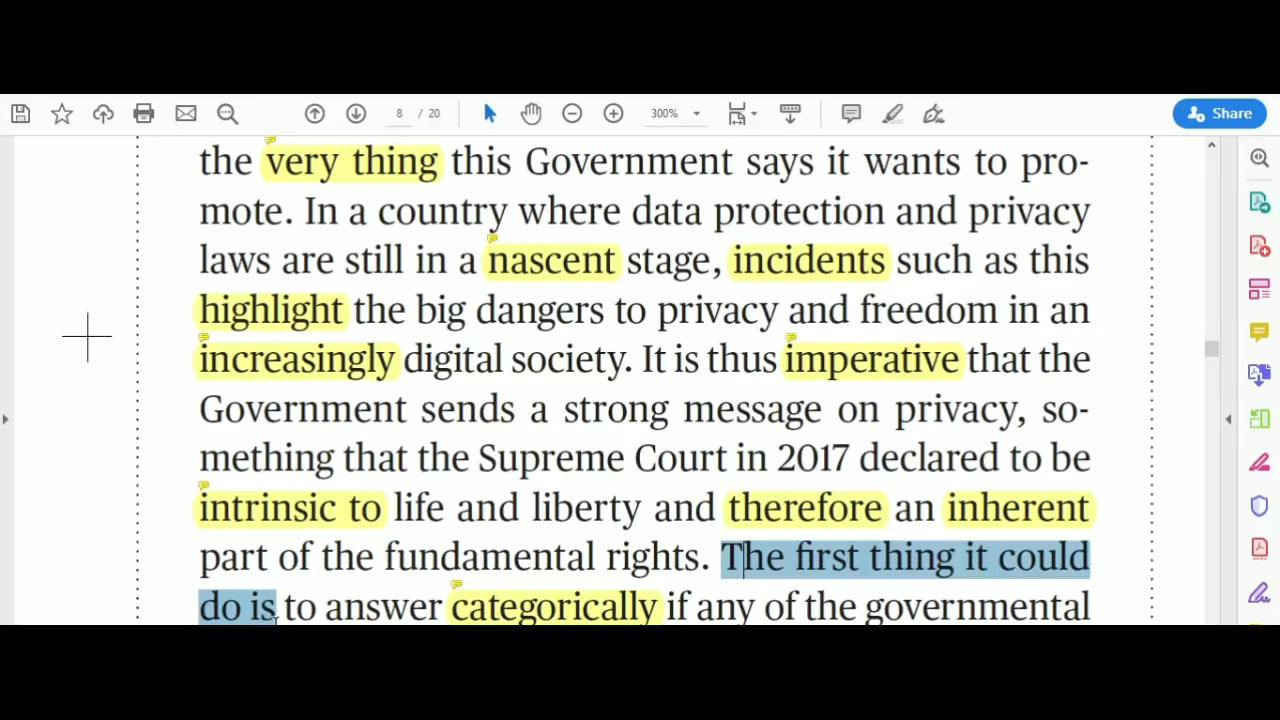 8 / 20 300% Share
the very thing this Government says it wants to pro-
mote. In a country where data protection and privacy
laws are still in a nascent stage, incidents such as this
highlight the big dangers to privacy and freedom in an
increasingly digital society. It is thus imperative that the
Government sends a strong message on privacy, so-
mething that the Supreme Court in 2017 declared to be
intrinsic to life and liberty and therefore an inherent
part of the fundamental rights. The first thing it could
do is to answer categorically if any of the governmental